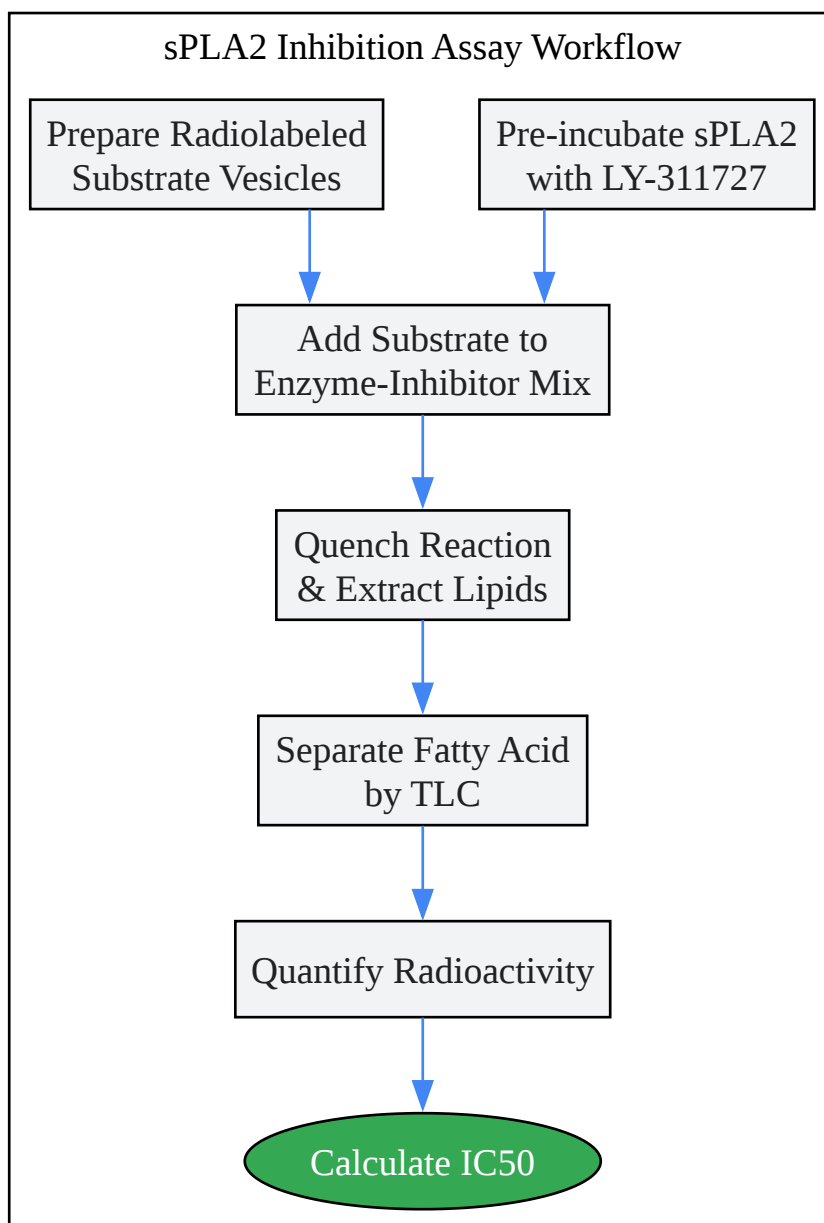 sPLA2 Inhibition Assay Workflow
Prepare Radiolabeled
Substrate Vesicles
Pre-incubate sPLA2
with LY-311727
Add Substrate to
Enzyme-Inhibitor Mix
Quench Reaction
& Extract Lipids
Separate Fatty Acid
by TLC
Quantify Radioactivity
Calculate IC50